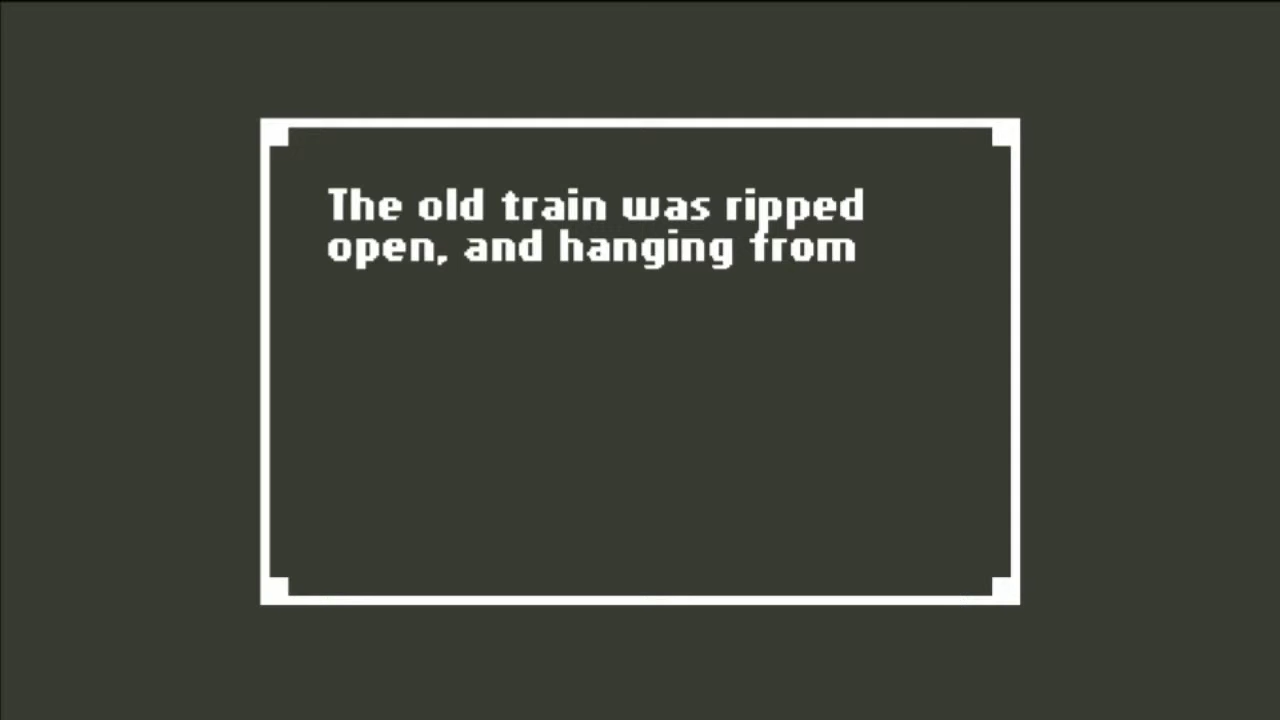 The old train was ripped
open, and hanging from